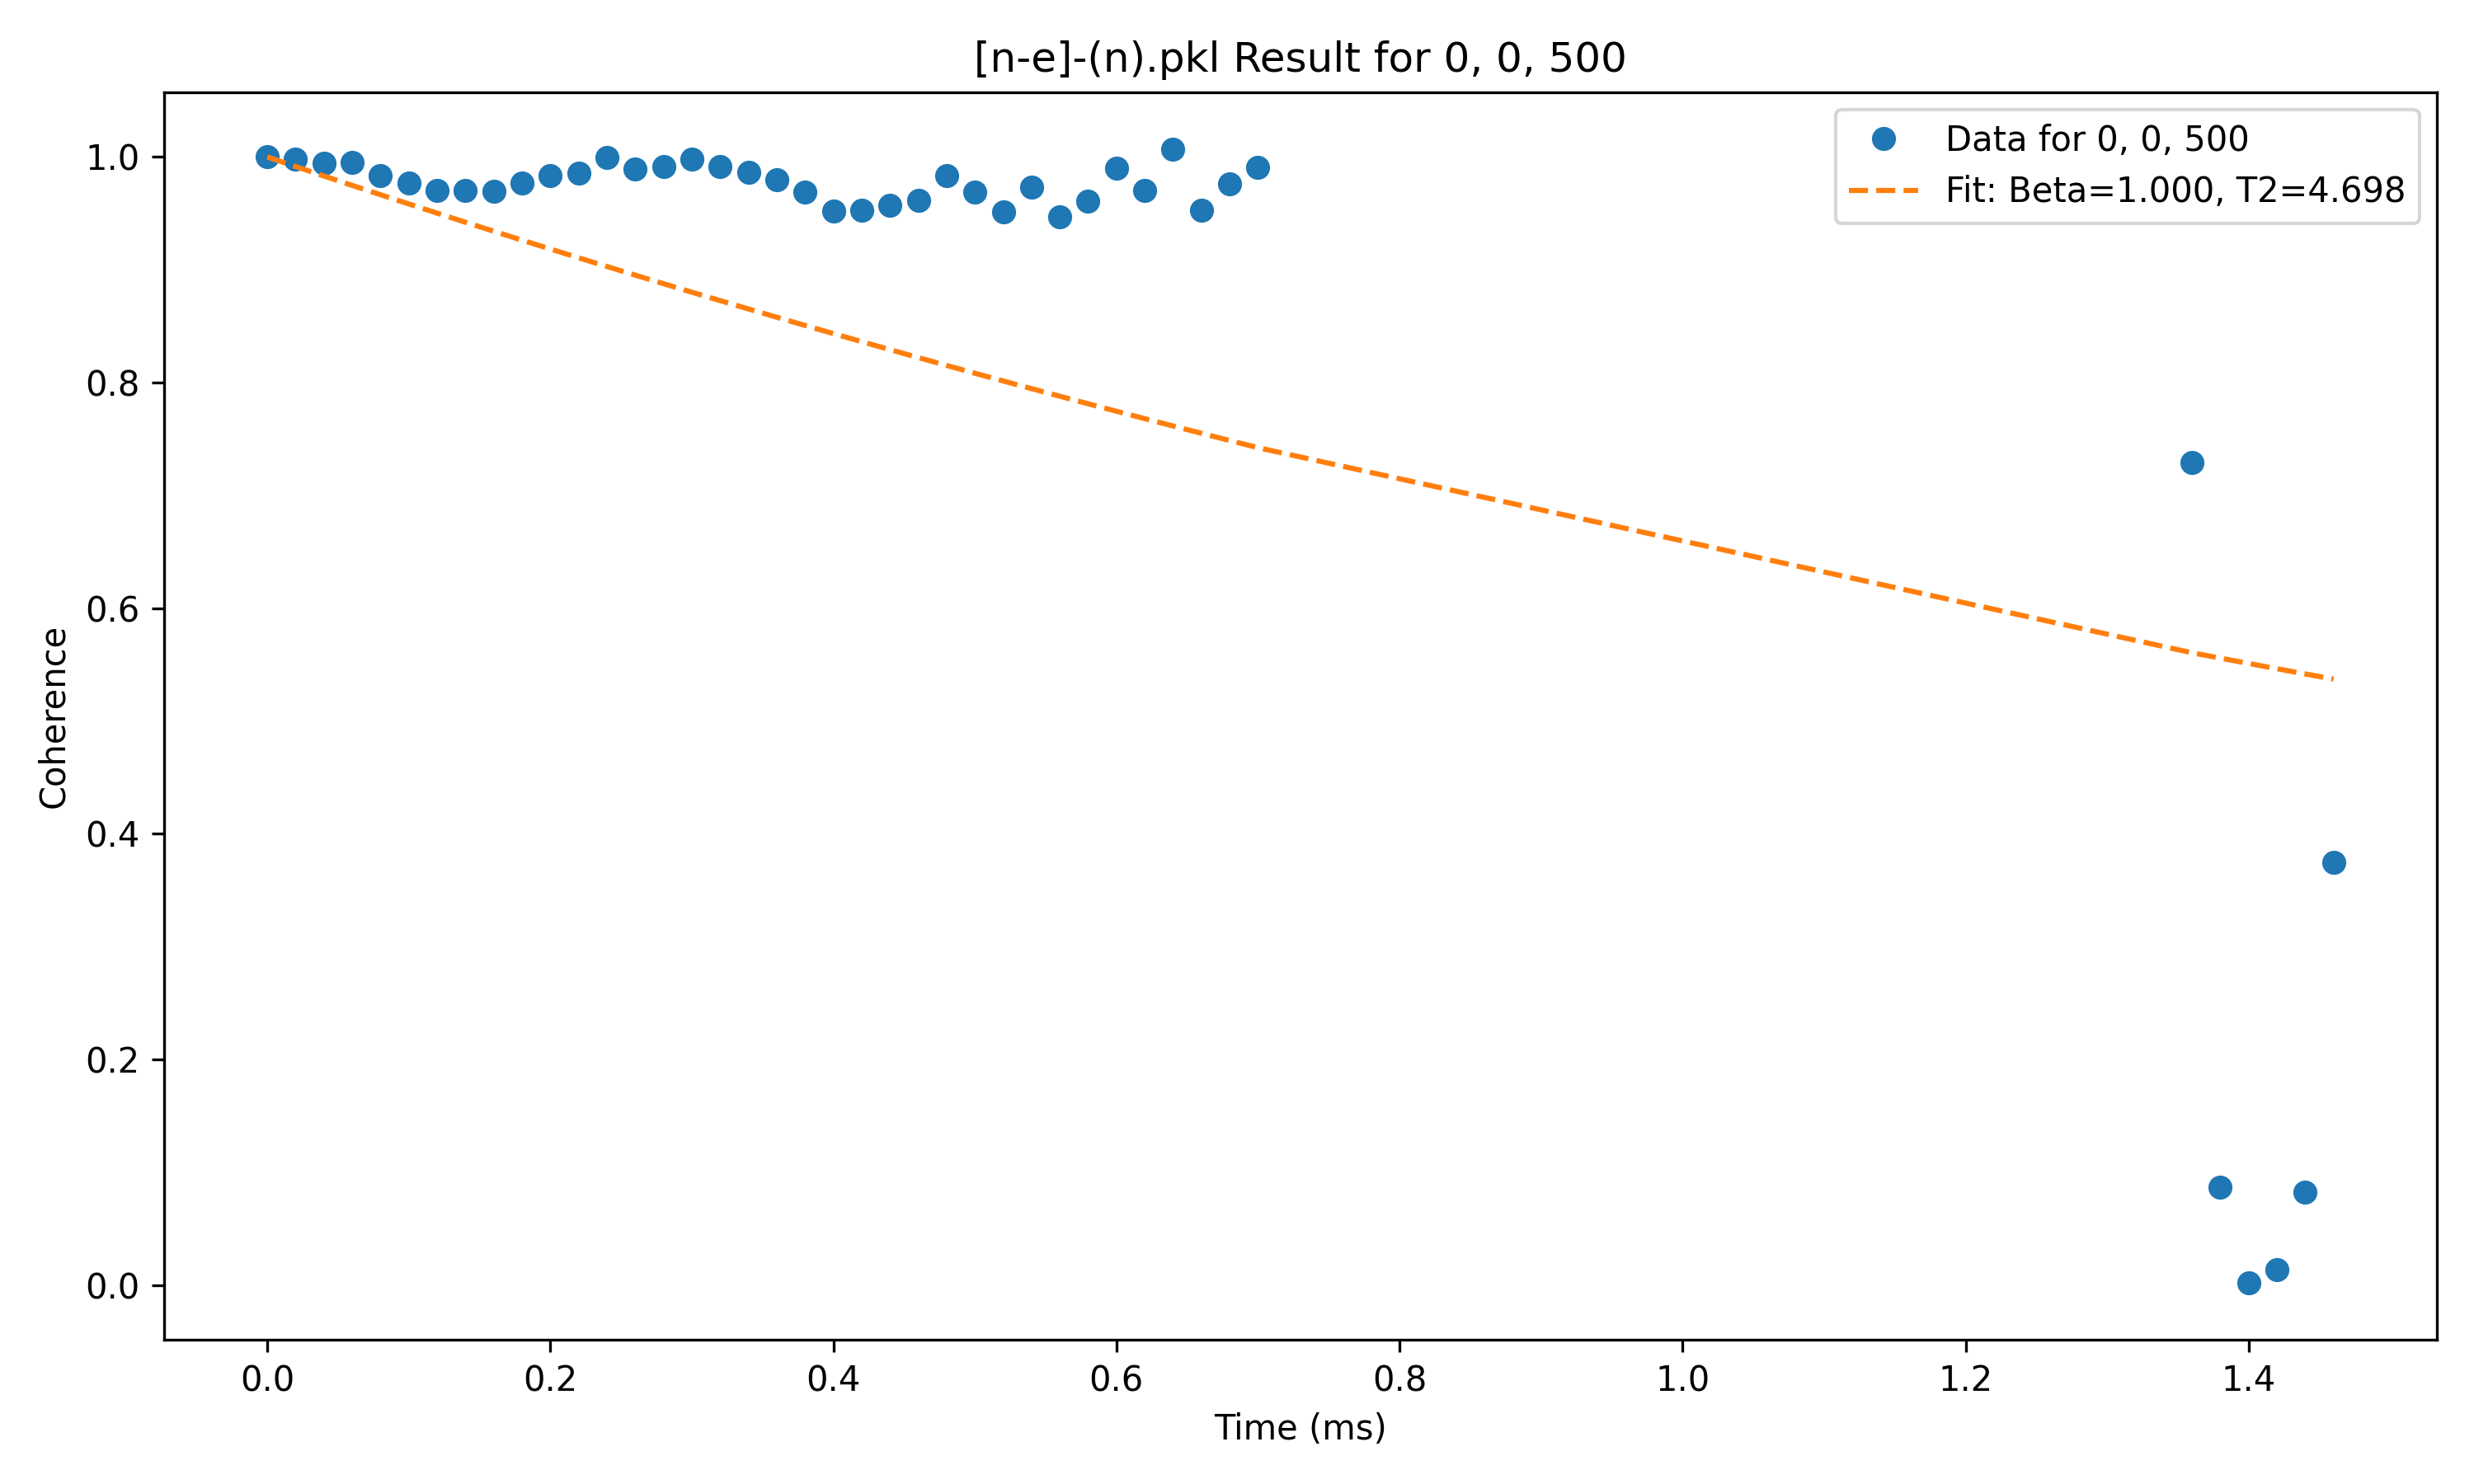 [n-e]-(n).pkl Result for 0, 0, 500
Data for 0, 0, 500
Fit: Beta=1.000, T2=4.698
Coherence
1.0
0.8
0.6
0.4
0.2
0.0
0.0 0.2 0.4 0.6 0.8 1.0 1.2 1.4
Time (ms)